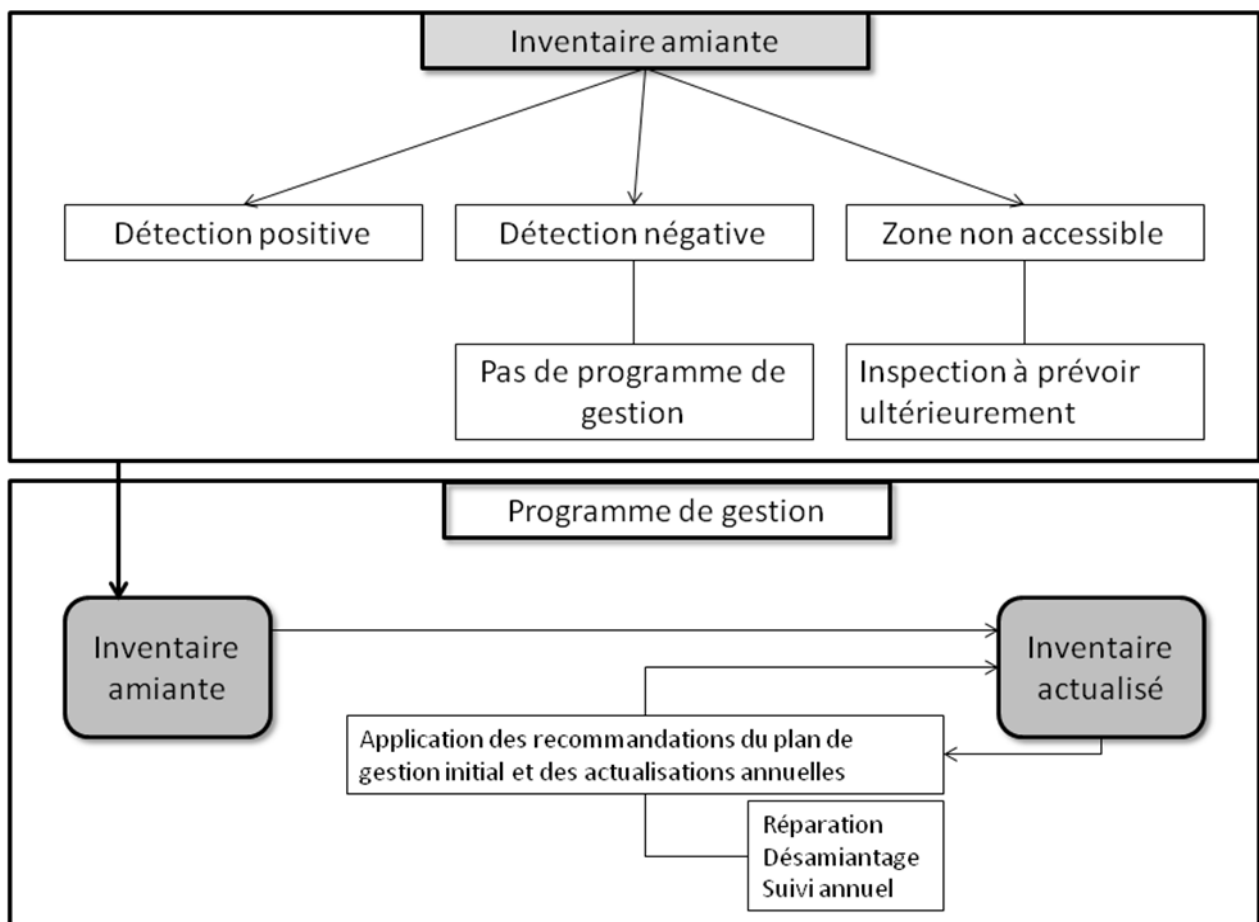 Inventaire amiante
Détection positive
Détection négative
Zone non accessible
Pas de programme de
gestion
Inspection à prévoir
ultérieurement
Programme de gestion
Inventaire
amiante
Inventaire
actualisé
Application des recommandations du plan de
gestion initial et des actualisations annuelles
Réparation
Désamiantage
Suivi annuel